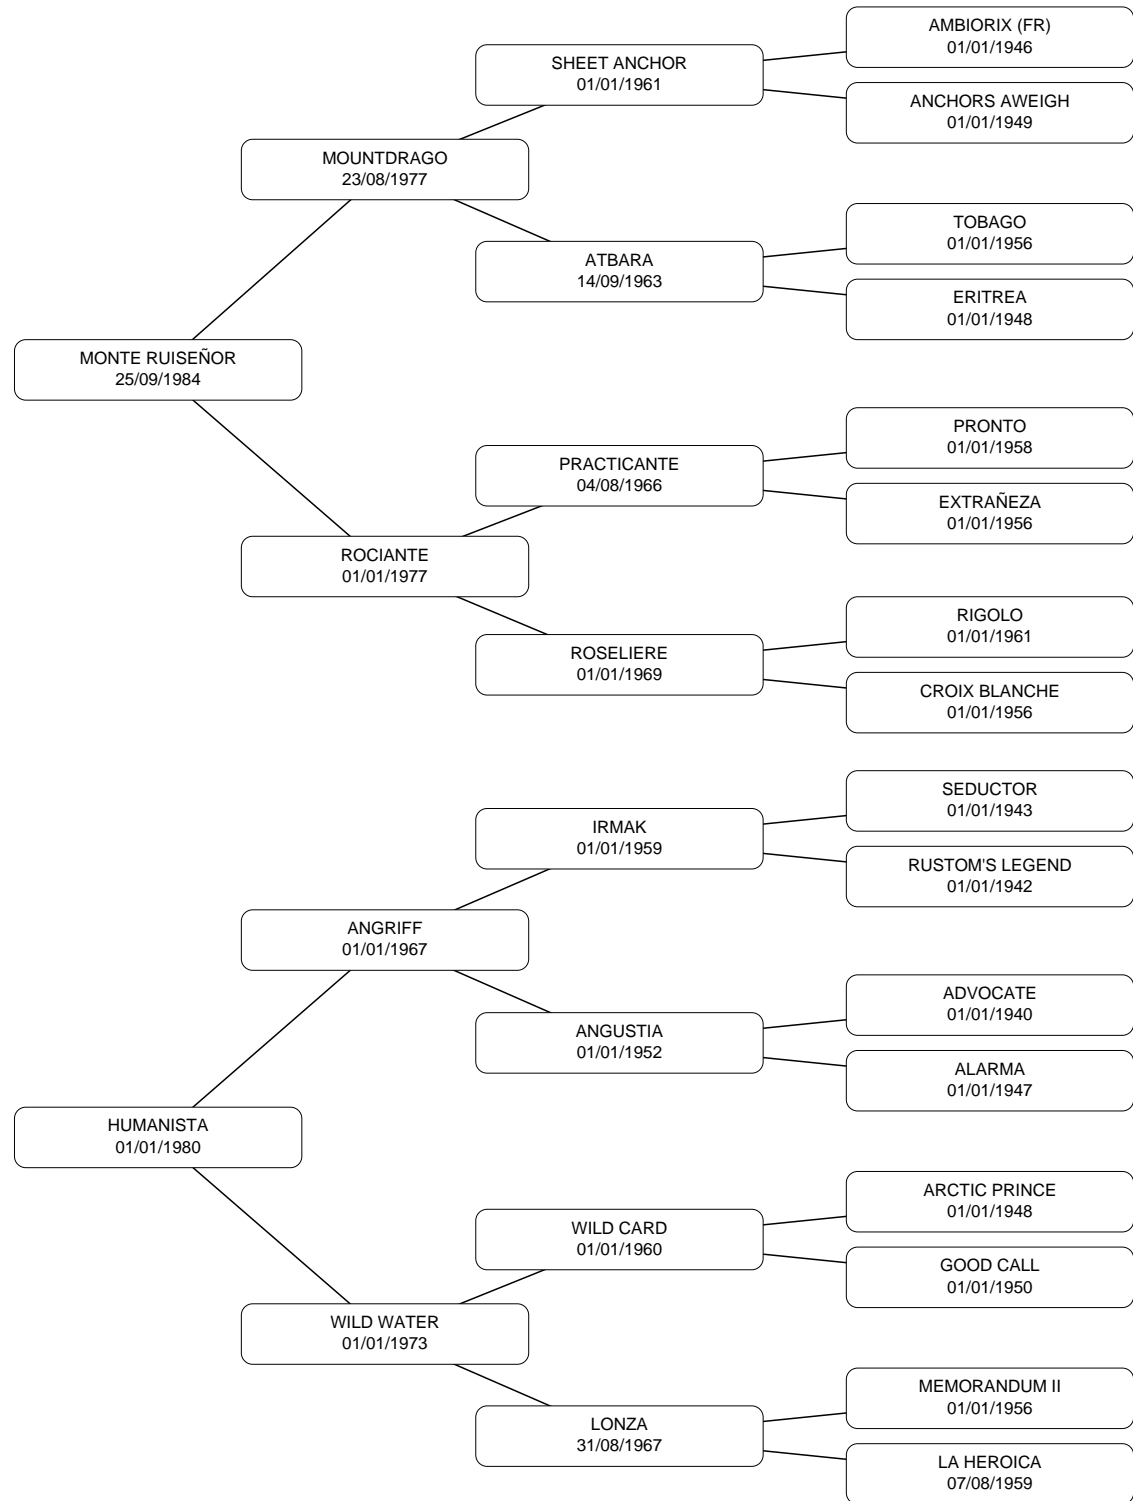 AMBIORIX (FR)
01/01/1946
SHEET ANCHOR
01/01/1961
ANCHORS AWEIGH
01/01/1949
MOUNTDRAGO
23/08/1977
TOBAGO
01/01/1956
ATBARA
14/09/1963
ERITREA
01/01/1948
MONTE RUISEÑOR
25/09/1984
PRONTO
01/01/1958
PRACTICANTE
04/08/1966
EXTRAÑEZA
01/01/1956
ROCIANTE
01/01/1977
RIGOLO
01/01/1961
ROSELIERE
01/01/1969
CROIX BLANCHE
01/01/1956
SEDUCTOR
01/01/1943
IRMAK
01/01/1959
RUSTOM'S LEGEND
01/01/1942
ANGRIFF
01/01/1967
ADVOCATE
01/01/1940
ANGUSTIA
01/01/1952
ALARMA
01/01/1947
HUMANISTA
01/01/1980
ARCTIC PRINCE
01/01/1948
WILD CARD
01/01/1960
GOOD CALL
01/01/1950
WILD WATER
01/01/1973
MEMORANDUM II
01/01/1956
LONZA
31/08/1967
LA HEROICA
07/08/1959